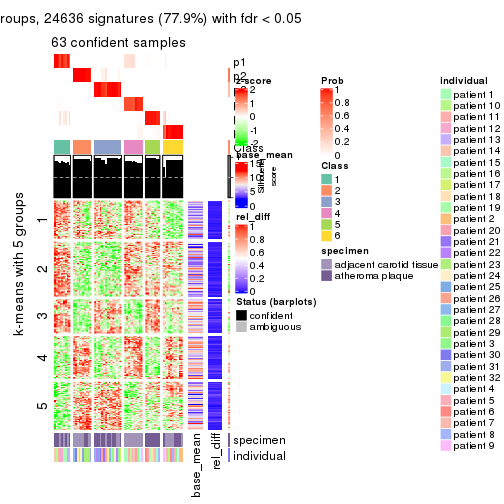 roups, 24636 signatures (77.9%) with fdr < 0.05
63 confident samples
p1
p2
Class
z-score
2
1
0
-1
-2
base_mean
15
10
5
0
rel_diff
1
0.8
0.6
0.4
0.2
0
Status (barplots)
confident
ambiguous
Silhouette
score
Prob
1
0.8
0.6
0.4
0.2
0
Class
1
2
3
4
5
6
specimen
adjacent carotid tissue
atheroma plaque
individual
patient 1
patient 10
patient 11
patient 12
patient 13
patient 14
patient 15
patient 16
patient 17
patient 18
patient 19
patient 2
patient 20
patient 21
patient 22
patient 23
patient 24
patient 25
patient 26
patient 27
patient 28
patient 29
patient 3
patient 30
patient 31
patient 32
patient 4
patient 5
patient 6
patient 7
patient 8
patient 9
k-means with 5 groups
1
2
3
4
5
specimen
individual
base_mean
rel_diff